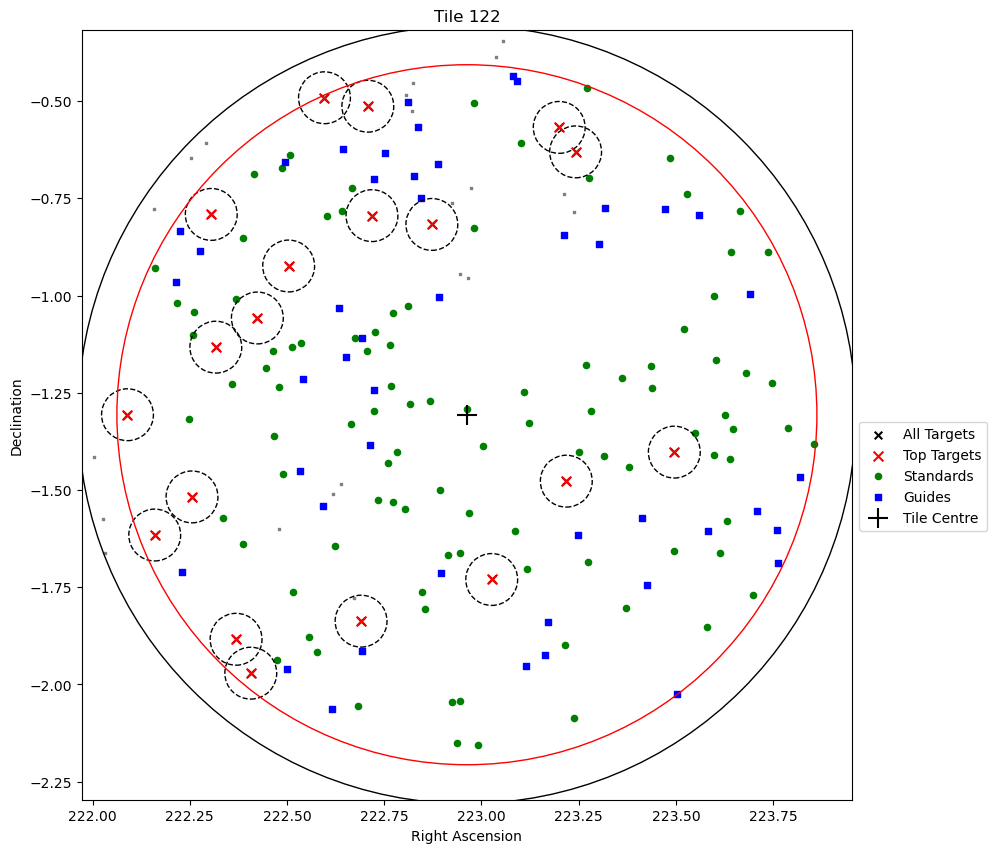 Tile 122
−0.50
−0.75
−1.00
−1.25
−1.50
−1.75
−2.00
−2.25
Declination
222.00 222.25 222.50 222.75 223.00 223.25 223.50 223.75
Right Ascension
All Targets
Top Targets
Standards
Guides
Tile Centre